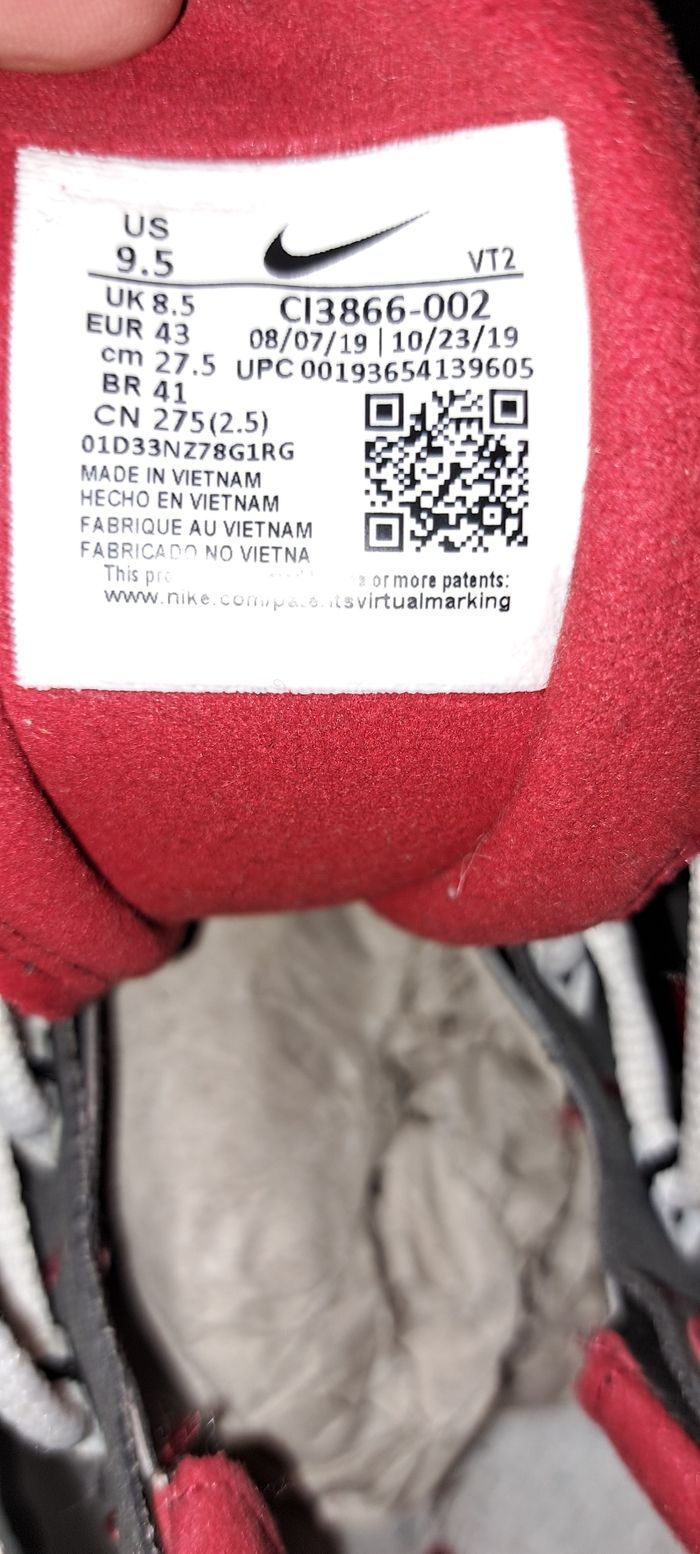 US
9.5
VT2
UK 8.5
CI3866-002
EUR 43
08/07/19 | 10/23/19
cm 27.5
UPC 00193654139605
BR 41
CN 275(2.5)
01D33NZ78G1RG
MADE IN VIETNAM
HECHO EN VIETNAM
FABRIQUE AU VIETNAM
FABRICADO NO VIETNA
This or more patents:
www.nike.com/patentsvirtualmarking